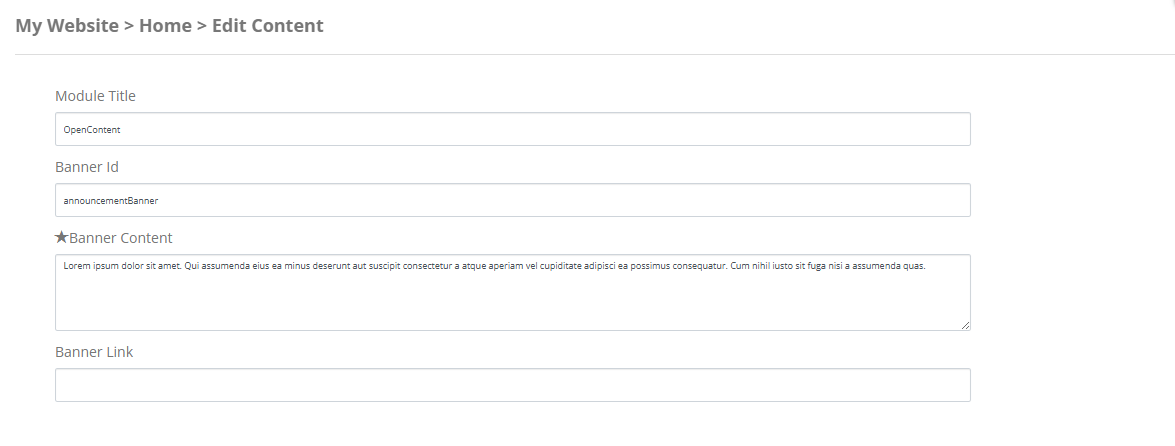 My Website > Home > Edit Content
Module Title
OpenContent
Banner Id
announcementBanner
★Banner Content
Lorem ipsum dolor sit amet. Qui assumenda eius ea minus deserunt aut suscipit consectetur a atque aperiam vel cupiditate adipisci ea possimus consequatur. Cum nihil iusto sit fuga nisi a assumenda quas.
Banner Link